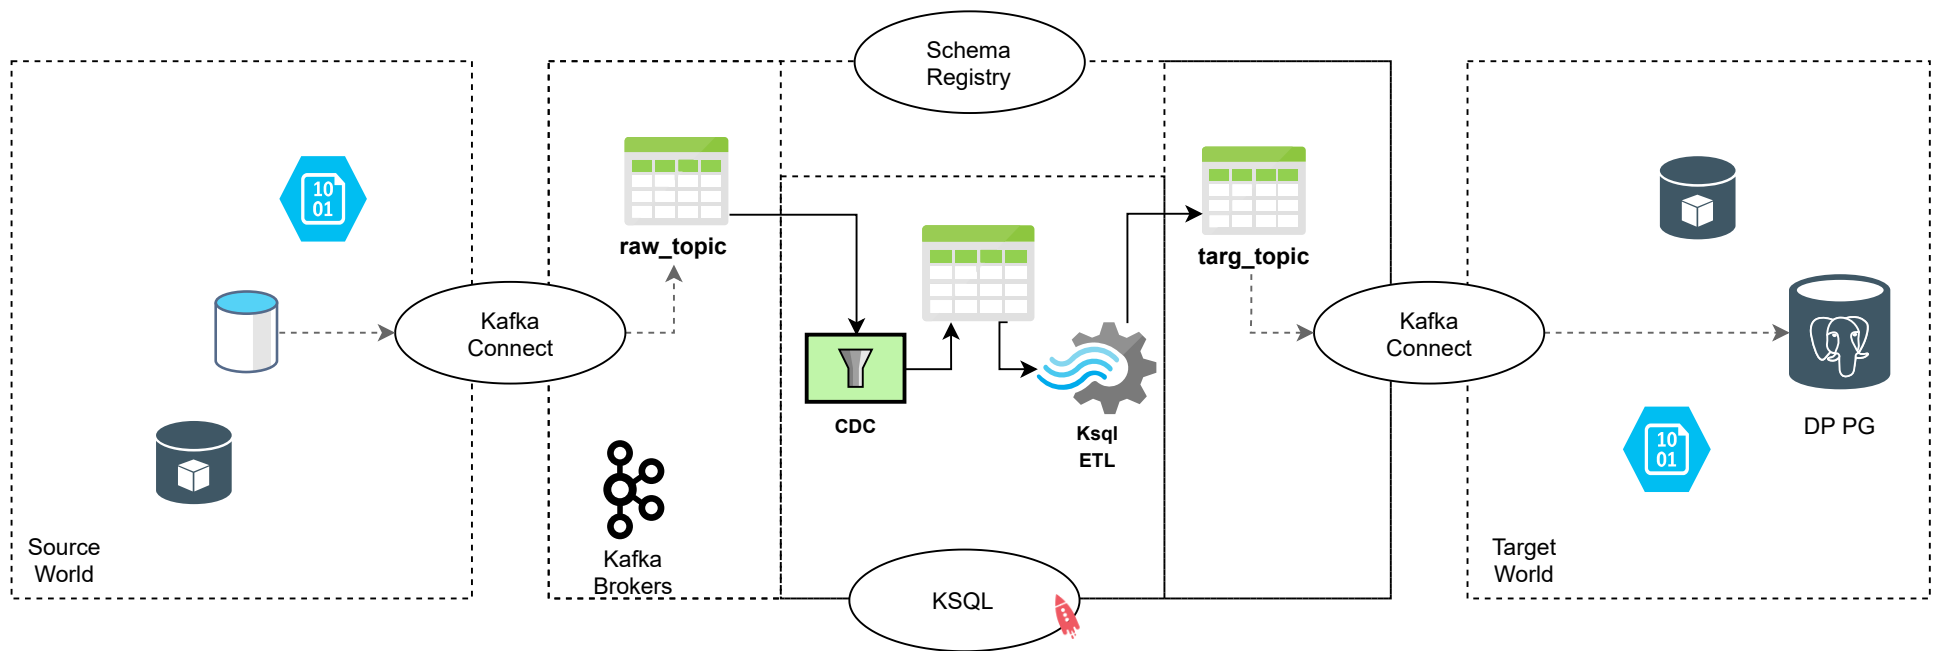 Schema
Registry
10
01
raw_topic
targ_topic
Kafka
Connect
Kafka
Connect
CDC
Ksql
ETL
DP PG
10
01
Source
World
Kafka
Brokers
KSQL
Target
World